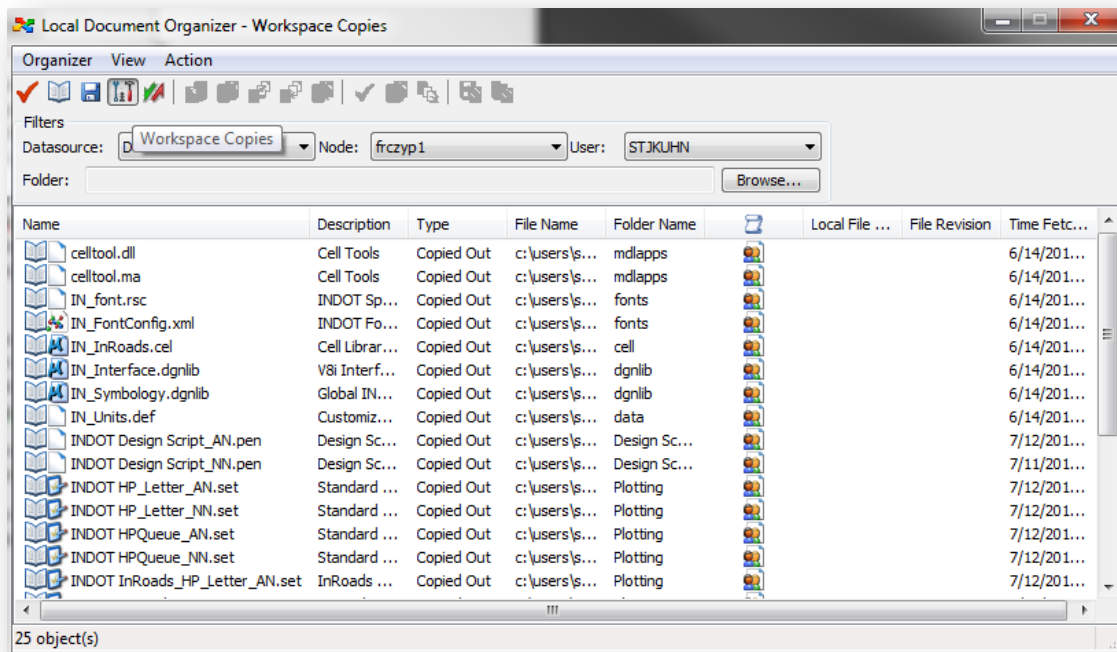 Local Document Organizer - Workspace Copies
Organizer View Action
Filters
Datasource: D Workspace Copies Node: frczyp1 User: STJKUHN
Folder: Browse...
Name Description Type File Name Folder Name Local File ... File Revision Time Fetc...
celltool.dll Cell Tools Copied Out c:\users\s... mdlapps 6/14/201...
celltool.ma Cell Tools Copied Out c:\users\s... mdlapps 6/14/201...
IN_font.rsc INDOT Sp... Copied Out c:\users\s... fonts 6/14/201...
IN_FontConfig.xml INDOT Fo... Copied Out c:\users\s... fonts 6/14/201...
IN_InRoads.cel Cell Librar... Copied Out c:\users\s... cell 6/14/201...
IN_Interface.dgnlib V8i Interf... Copied Out c:\users\s... dgnlib 6/14/201...
IN_Symbology.dgnlib Global IN... Copied Out c:\users\s... dgnlib 6/14/201...
IN_Units.def Customiz... Copied Out c:\users\s... data 6/14/201...
INDOT Design Script_AN.pen Design Sc... Copied Out c:\users\s... Design Sc... 7/12/201...
INDOT Design Script_NN.pen Design Sc... Copied Out c:\users\s... Design Sc... 7/11/201...
INDOT HP_Letter_AN.set Standard ... Copied Out c:\users\s... Plotting 7/12/201...
INDOT HP_Letter_NN.set Standard ... Copied Out c:\users\s... Plotting 7/12/201...
INDOT HPQueue_AN.set Standard ... Copied Out c:\users\s... Plotting 7/12/201...
INDOT HPQueue_NN.set Standard ... Copied Out c:\users\s... Plotting 7/12/201...
INDOT InRoads_HP_Letter_AN.set InRoads ... Copied Out c:\users\s... Plotting 7/12/201...
25 object(s)